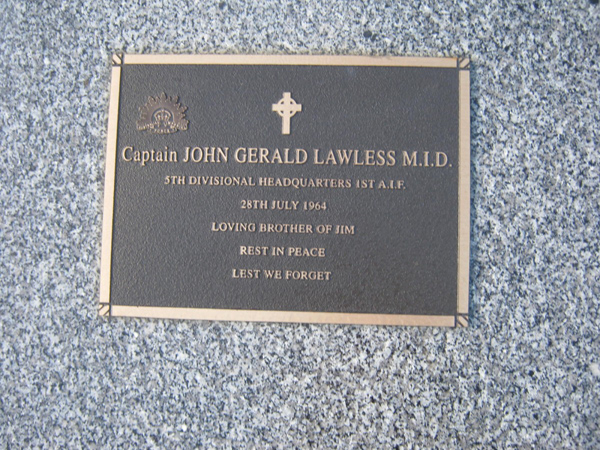 Captain JOHN GERALD LAWLESS M.I.D.
5TH DIVISIONAL HEADQUARTERS 1ST A.I.F.
28TH JULY 1964
LOVING BROTHER OF JIM
REST IN PEACE
LEST WE FORGET